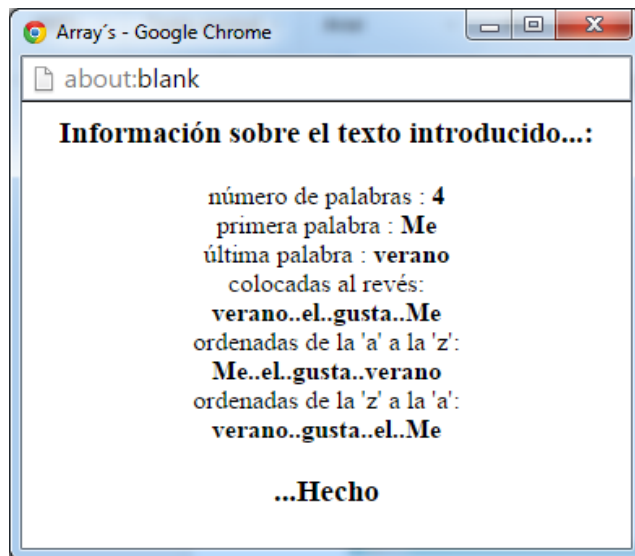 Array´s - Google Chrome
about:blank
Información sobre el texto introducido...:
número de palabras : 4
primera palabra : Me
última palabra : verano
colocadas al revés:
verano..el..gusta..Me
ordenadas de la 'a' a la 'z':
Me..el..gusta..verano
ordenadas de la 'z' a la 'a':
verano..gusta..el..Me
...Hecho